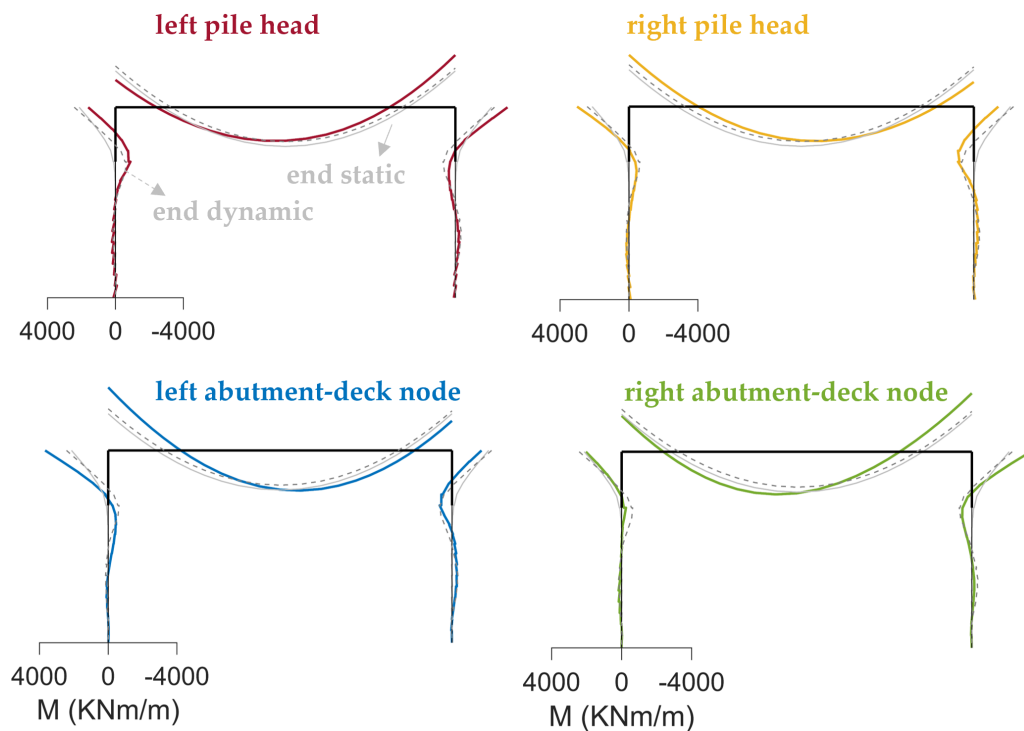 left pile head
right pile head
end static
end dynamic
4000 0 -4000
4000 0 -4000
left abutment-deck node
right abutment-deck node
4000 0 -4000
4000 0 -4000
M (KNm/m)
M (KNm/m)